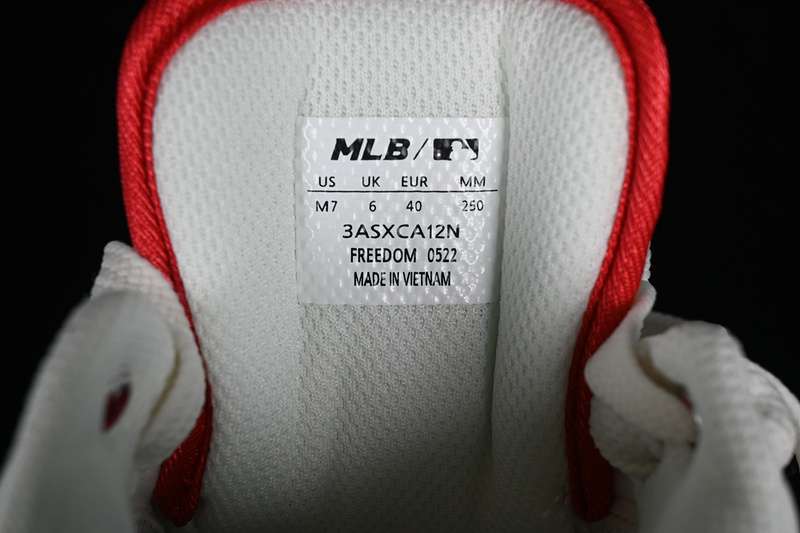 MLB /
US UK EUR MM
M7 6 40 250
3ASXCA12N
FREEDOM 0522
MADE IN VIETNAM